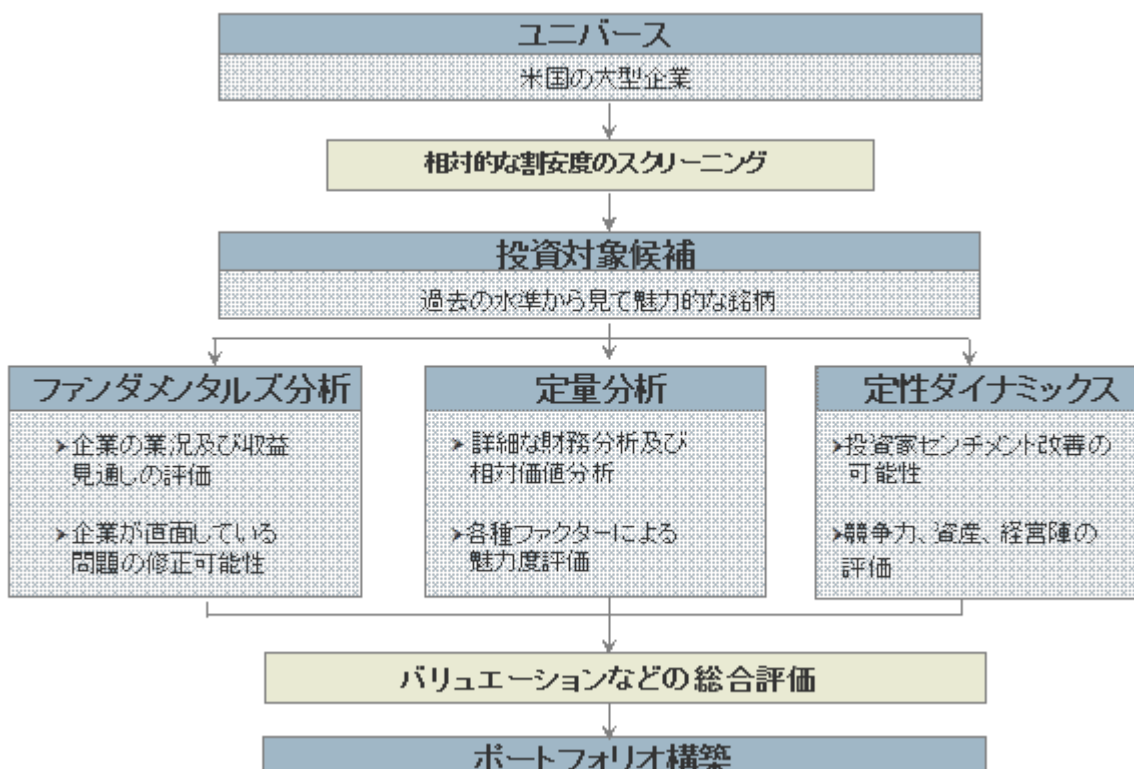 ユニバース
米国の大型企業
相対的な割安度のスクリーニング
投資対象候補
過去の水準から見て魅力的な銘柄
ファンダメンタルズ分析
➤企業の業況及び収益
見通しの評価
➤企業が直面している
問題の修正可能性
定量分析
➤詳細な財務分析及び
相対価値分析
➤各種ファクターによる
魅力度評価
定性ダイナミックス
➤投資家センチメント改善の
可能性
➤競争力、資産、経営陣の
評価
バリュエーションなどの総合評価
ポートフォリオ構築